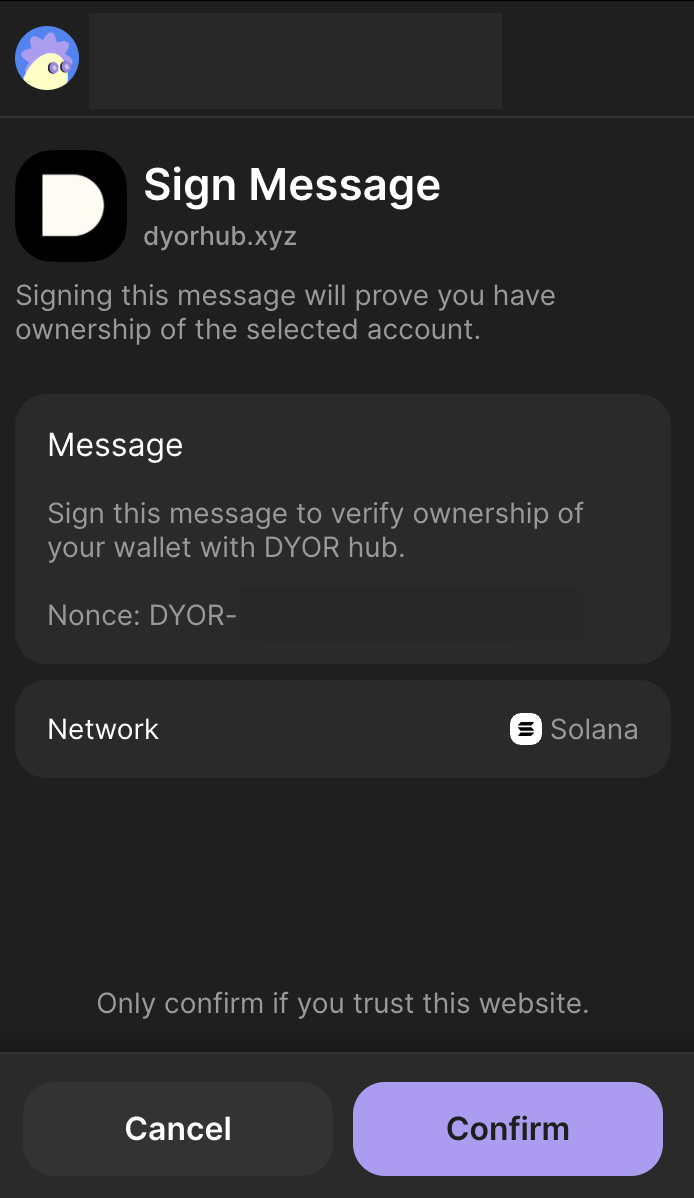 Sign Message
dyorhub.xyz
Signing this message will prove you have
ownership of the selected account.
Message
Sign this message to verify ownership of
your wallet with DYOR hub.
Nonce: DYOR-
Network
Solana
Only confirm if you trust this website.
Cancel
Confirm